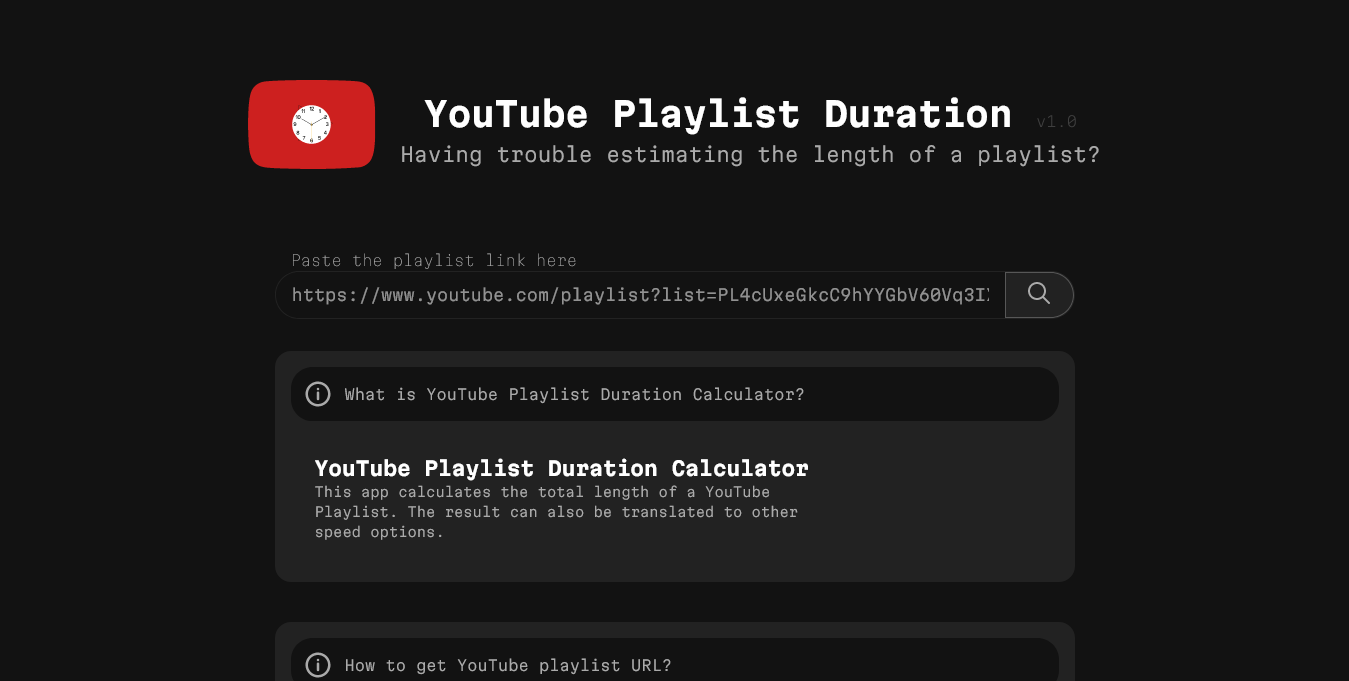 YouTube Playlist Duration v1.0
Having trouble estimating the length of a playlist?
Paste the playlist link here
https://www.youtube.com/playlist?list=PL4cUxeGkcC9hYYGbV60Vq3I
What is YouTube Playlist Duration Calculator?
YouTube Playlist Duration Calculator
This app calculates the total length of a YouTube
Playlist. The result can also be translated to other
speed options.
How to get YouTube playlist URL?